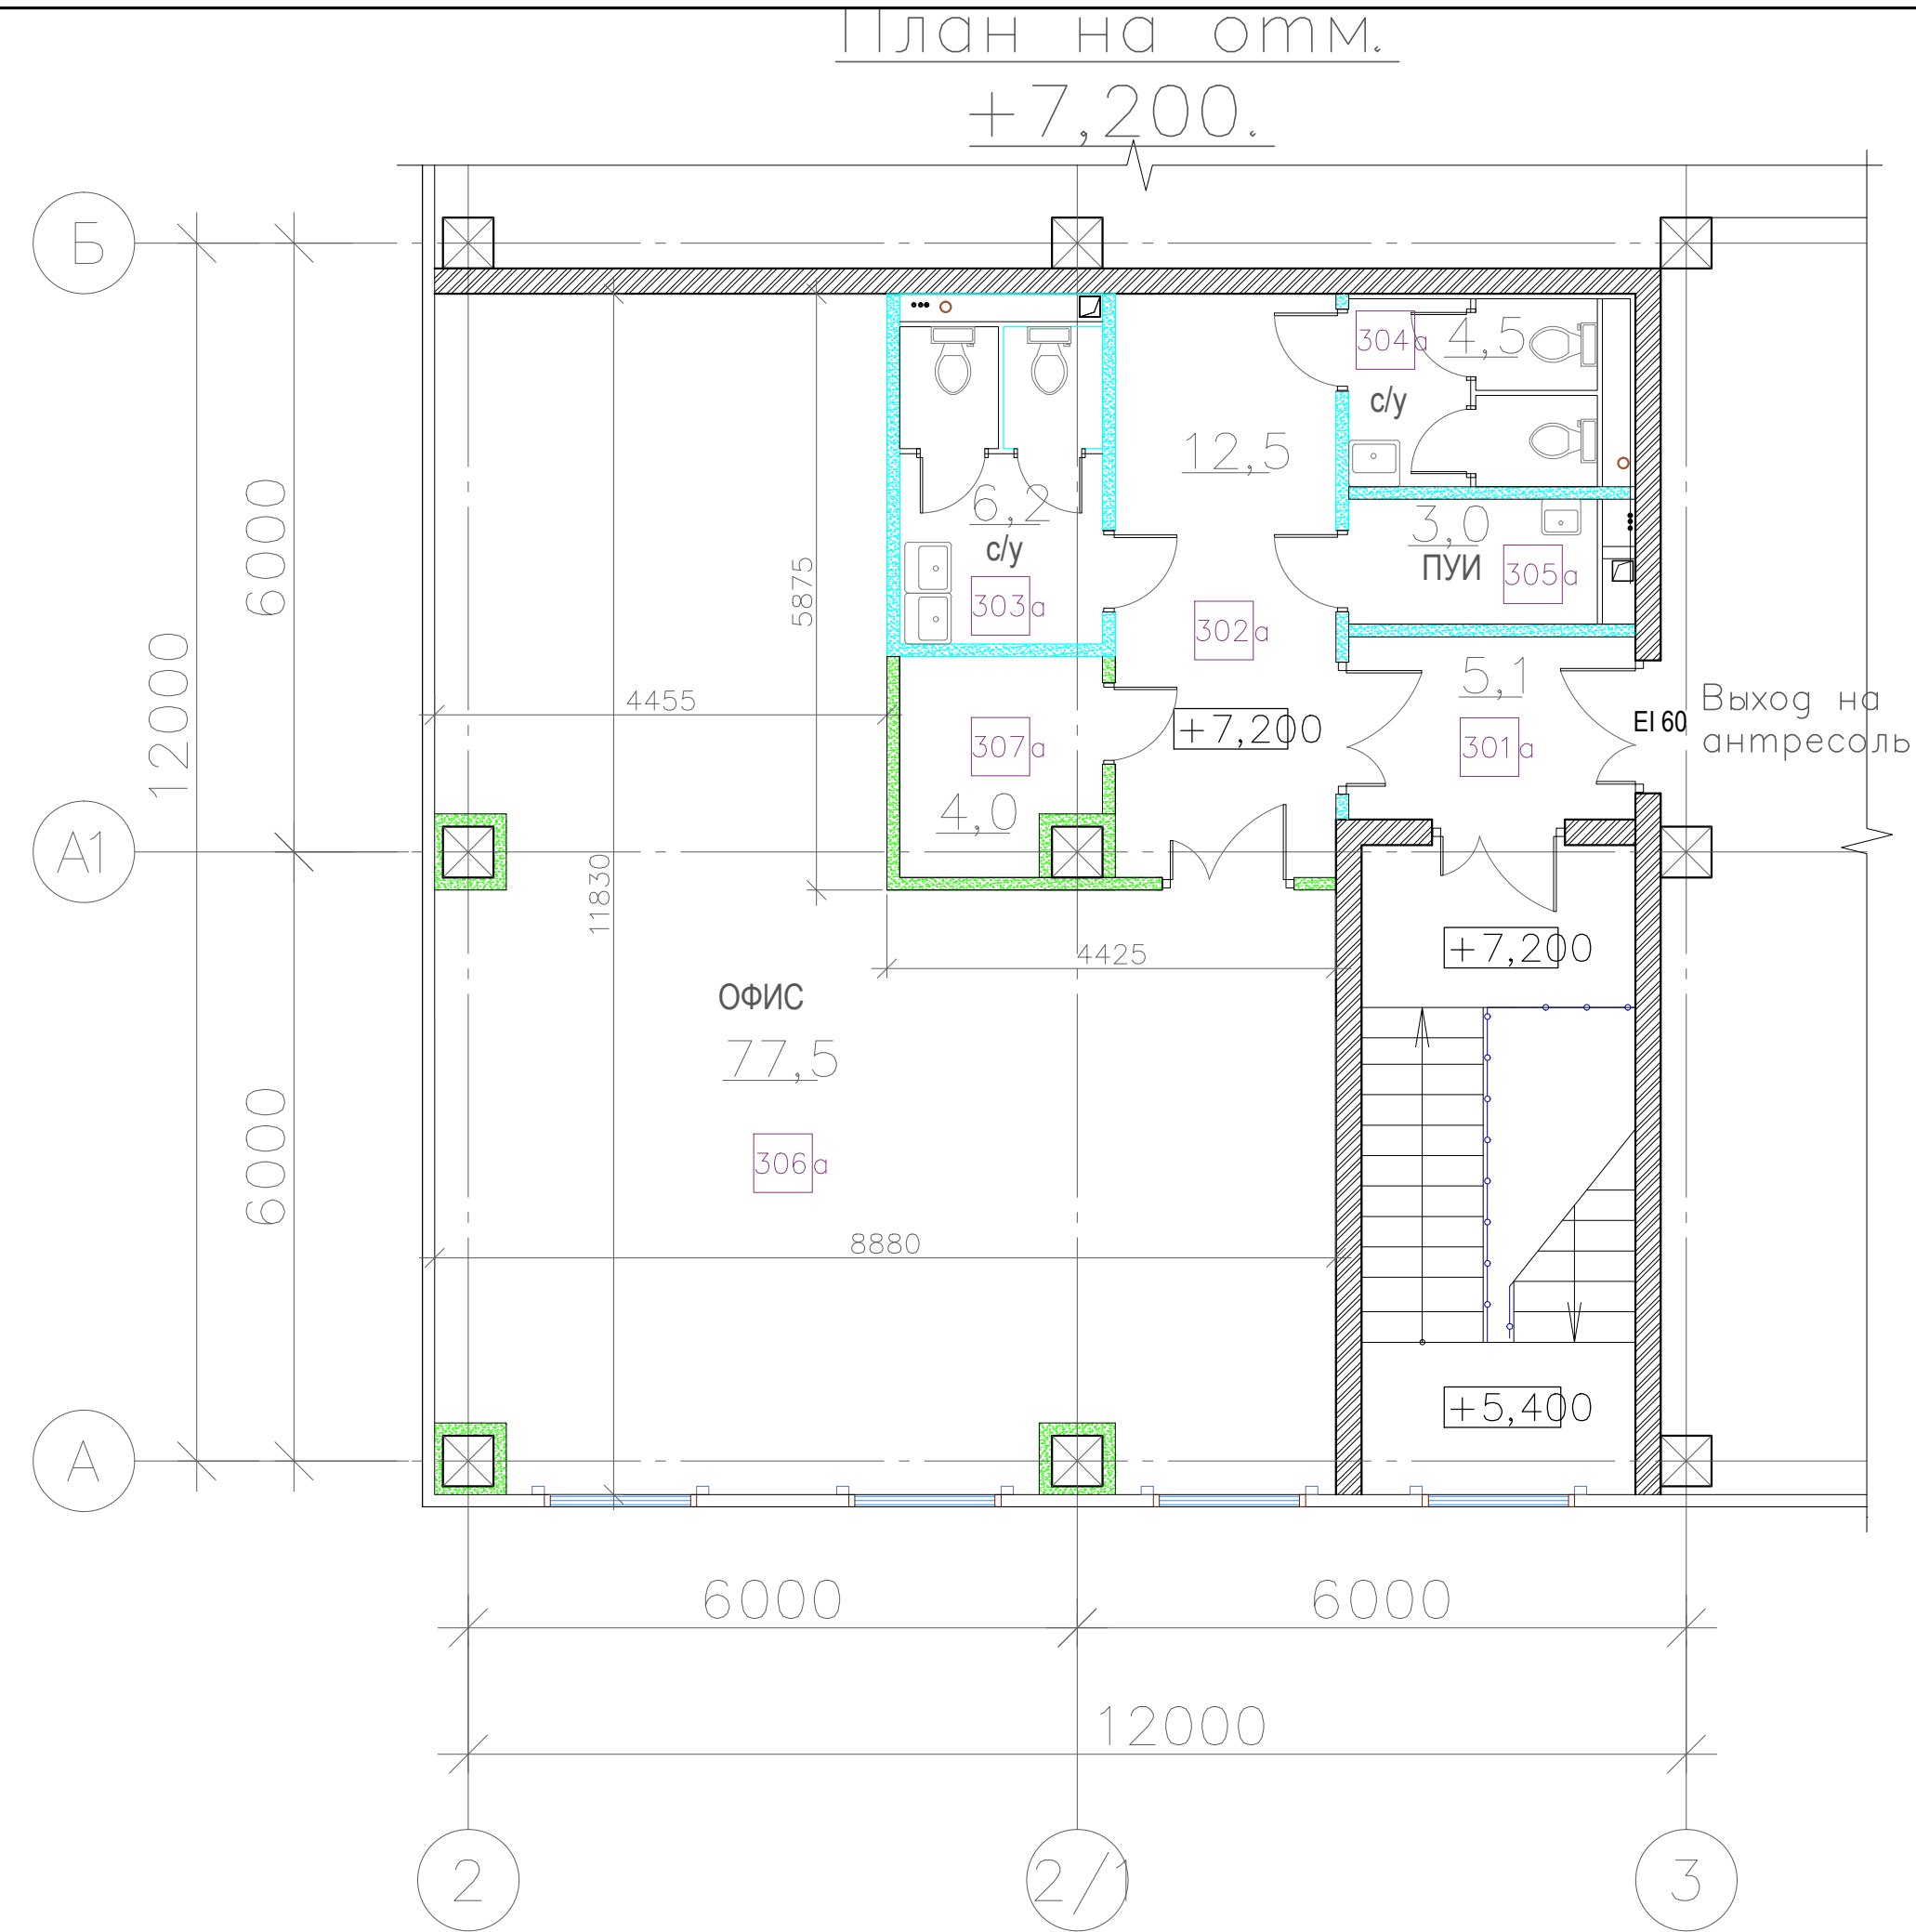 План на отм.
+7,200.
Б
304а
4,5
с/у
12,5
6000
6,2
3,0
с/у
ПУИ
305а
5875
303а
302а
12000
5,1
4455
Выход на
EI 60
+7,200
307а
301а
антресоль
4,0
А1
11830
+7,200
4425
ОФИС
77,5
6000
306а
8880
+5,400
А
6000
6000
12000
2
2/1
3